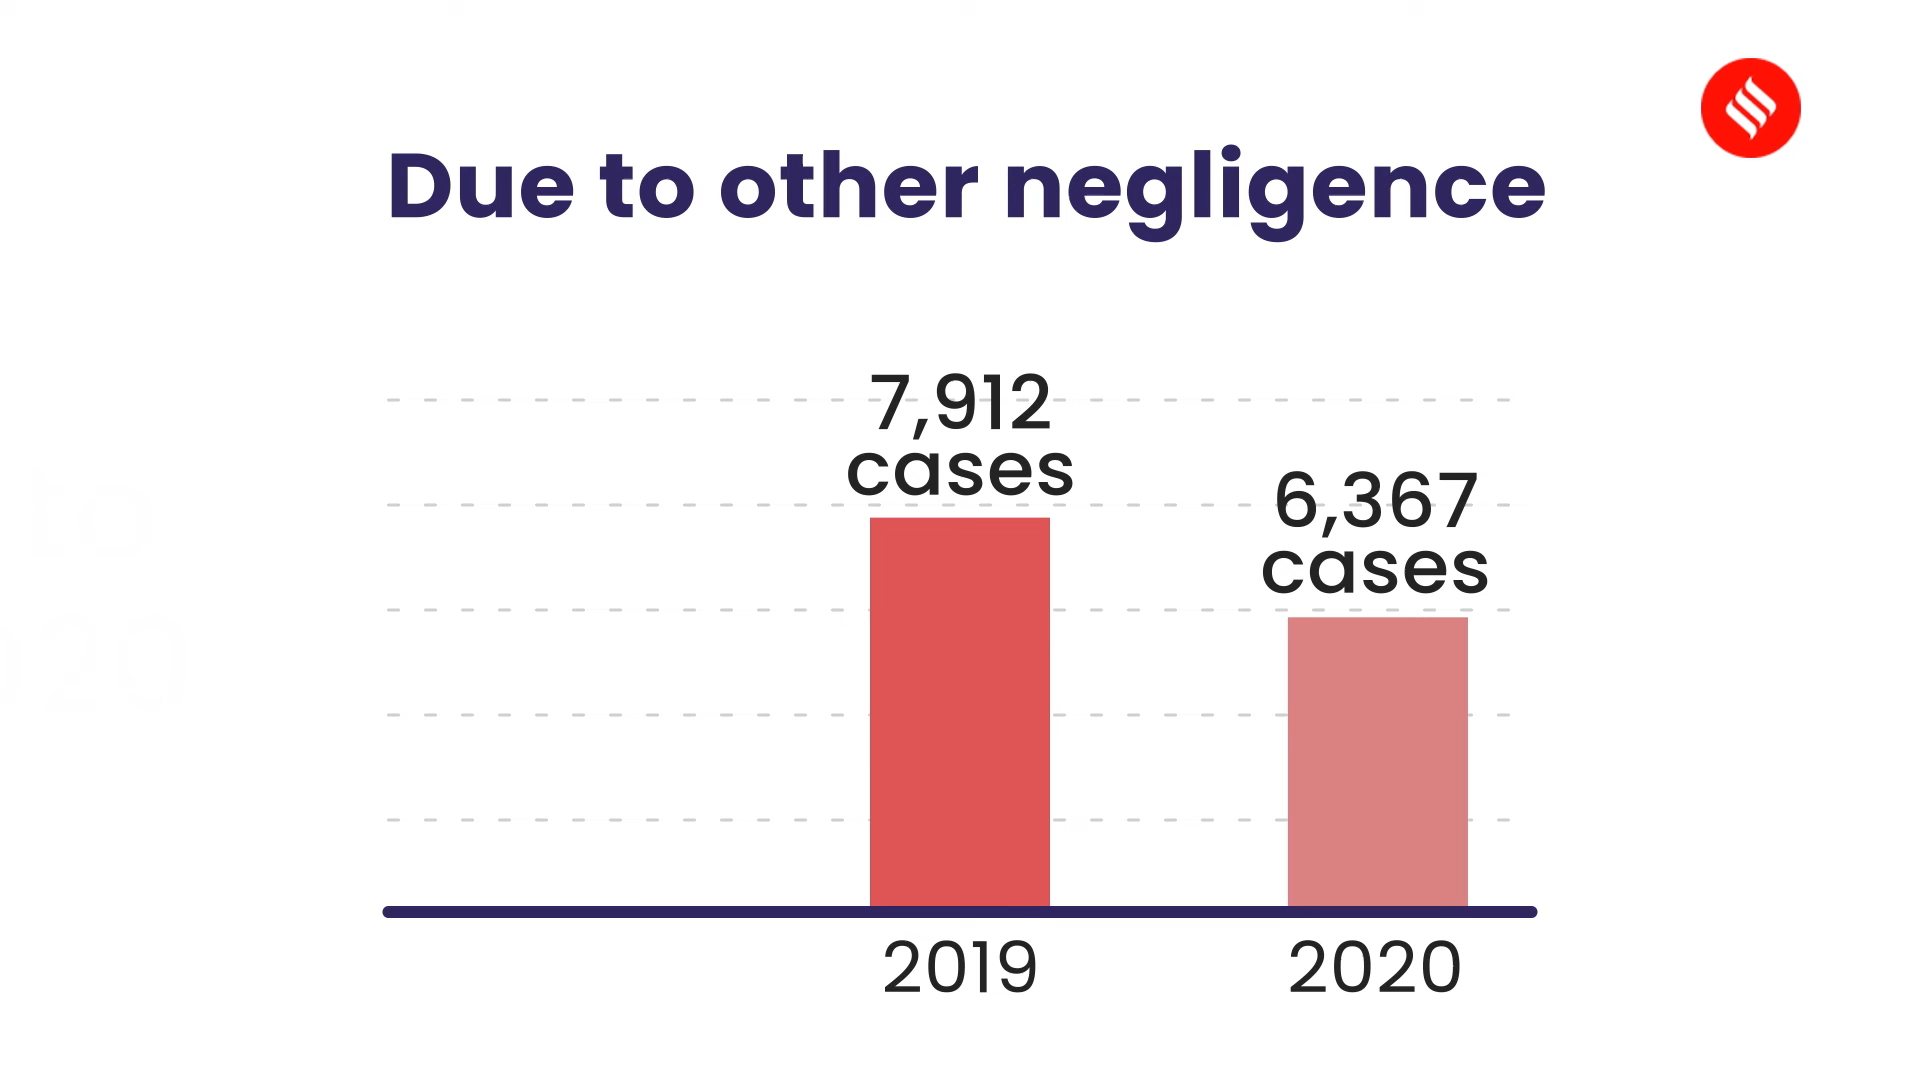 Due to other negligence
7,912
cases
6,367
cases
2019
2020